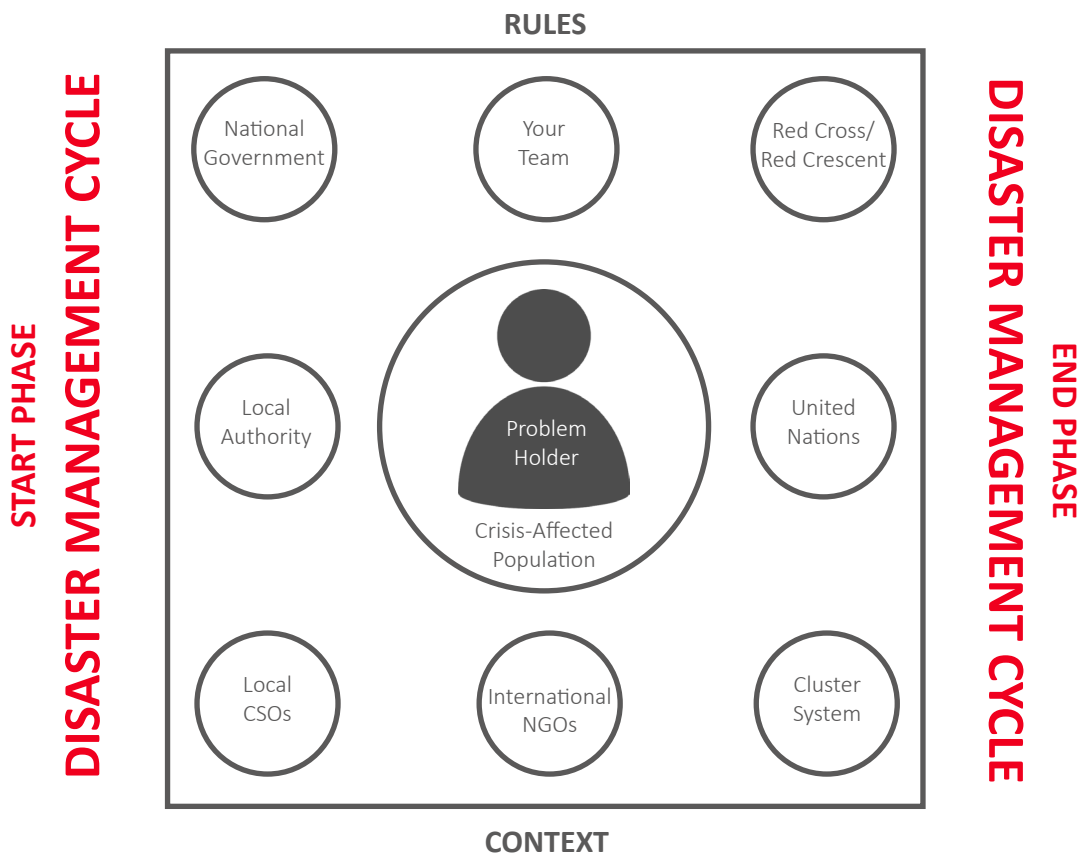 RULES
START PHASE
DISASTER MANAGEMENT CYCLE
National
Government
Your
Team
Red Cross/
Red Crescent
Local
Authority
Problem
Holder
Crisis-Affected
Population
United
Nations
Local
CSOs
International
NGOs
Cluster
System
DISASTER MANAGEMENT CYCLE
END PHASE
CONTEXT